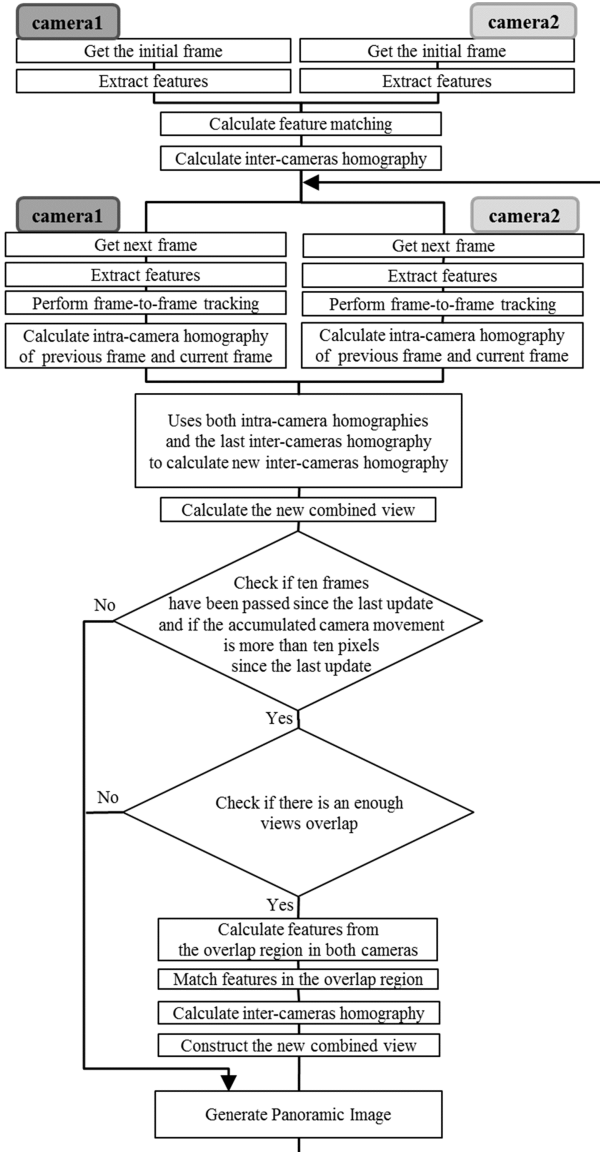 camera1
camera2
Get the initial frame
Get the initial frame
Extract features
Extract features
Calculate feature matching
Calculate inter-cameras homography
camera1
camera2
Get next frame
Get next frame
Extract features
Extract features
Perform frame-to-frame tracking
Perform frame-to-frame tracking
Calculate intra-camera homography
of previous frame and current frame
Calculate intra-camera homography
of previous frame and current frame
Uses both intra-camera homographies
and the last inter-cameras homography
to calculate new inter-cameras homography
Calculate the new combined view
Check if ten frames
have been passed since the last update
and if the accumulated camera movement
is more than ten pixels
since the last update
No
Yes
Check if there is an enough
views overlap
No
Yes
Calculate features from
the overlap region in both cameras
Match features in the overlap region
Calculate inter-cameras homography
Construct the new combined view
Generate Panoramic Image